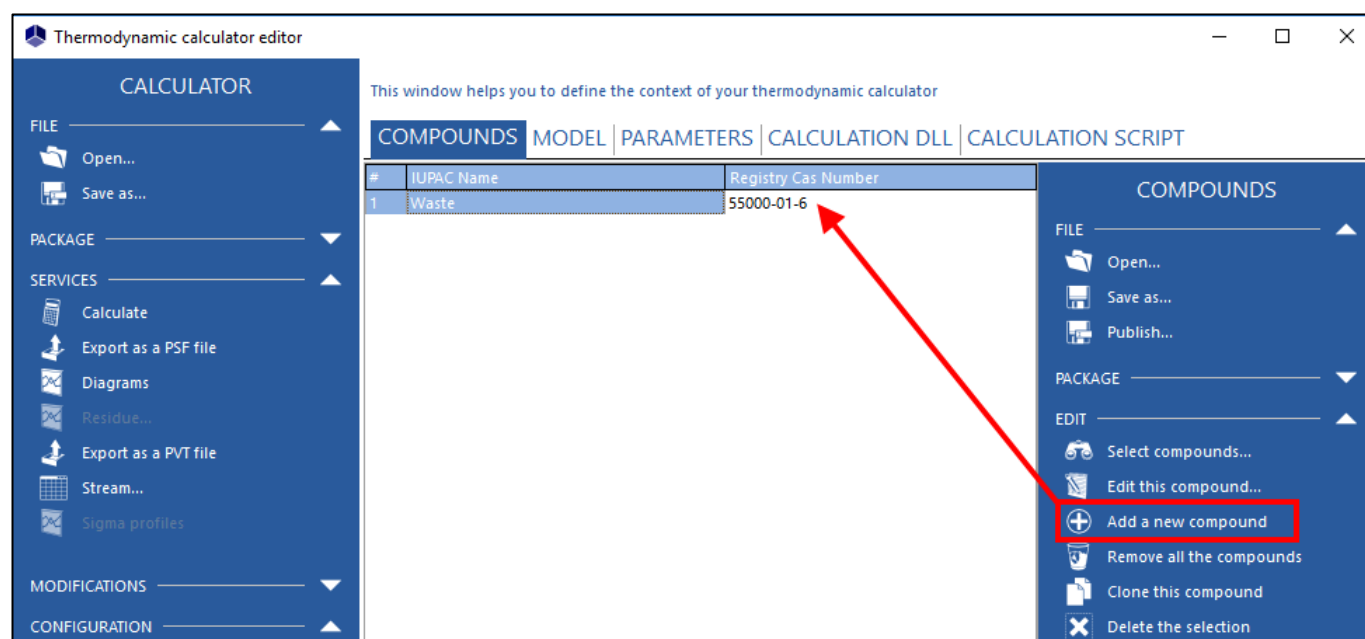 Thermodynamic calculator editor
CALCULATOR
FILE
Open...
Save as...
PACKAGE
SERVICES
Calculate
Export as a PSF file
Diagrams
Residue...
Export as a PVT file
Stream...
Sigma profiles
MODIFICATIONS
CONFIGURATION
This window helps you to define the context of your thermodynamic calculator
COMPOUNDS MODEL PARAMETERS CALCULATION DLL CALCULATION SCRIPT
# IUPAC Name Registry Cas Number
1 Waste 55000-01-6
COMPOUNDS
FILE
Open...
Save as...
Publish...
PACKAGE
EDIT
Select compounds...
Edit this compound...
Add a new compound
Remove all the compounds
Clone this compound
Delete the selection